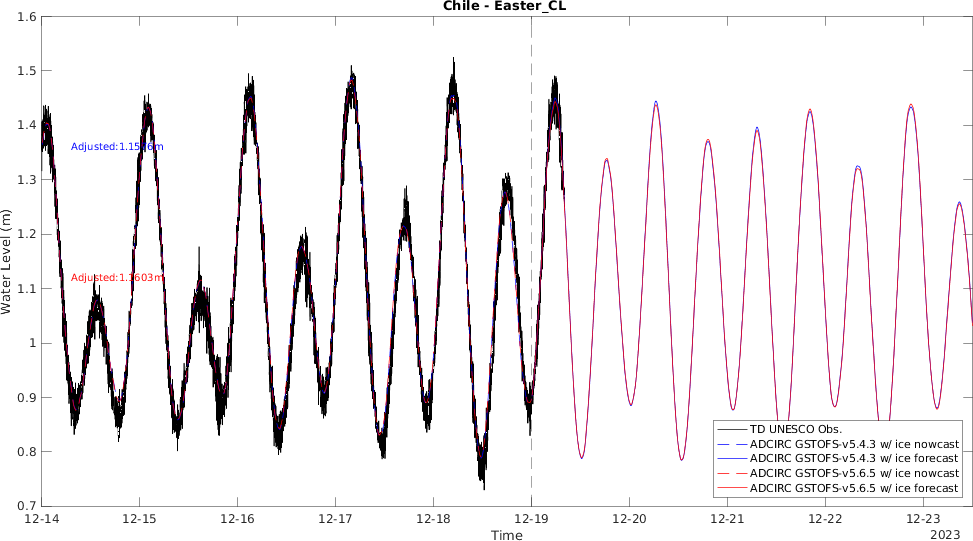 Chile - Easter_CL
1.6
1.5
1.4
1.3
1.2
1.1
1
0.9
0.8
0.7
Water Level (m)
Adjusted:1.1603m
TD UNESCO Obs.
ADCIRC GSTOFS-v5.4.3 w/ ice nowcast
ADCIRC GSTOFS-v5.4.3 w/ ice forecast
ADCIRC GSTOFS-v5.6.5 w/ ice nowcast
ADCIRC GSTOFS-v5.6.5 w/ ice forecast
12-14 12-15 12-16 12-17 12-18 12-19 12-20 12-21 12-22 12-23
Time
2023